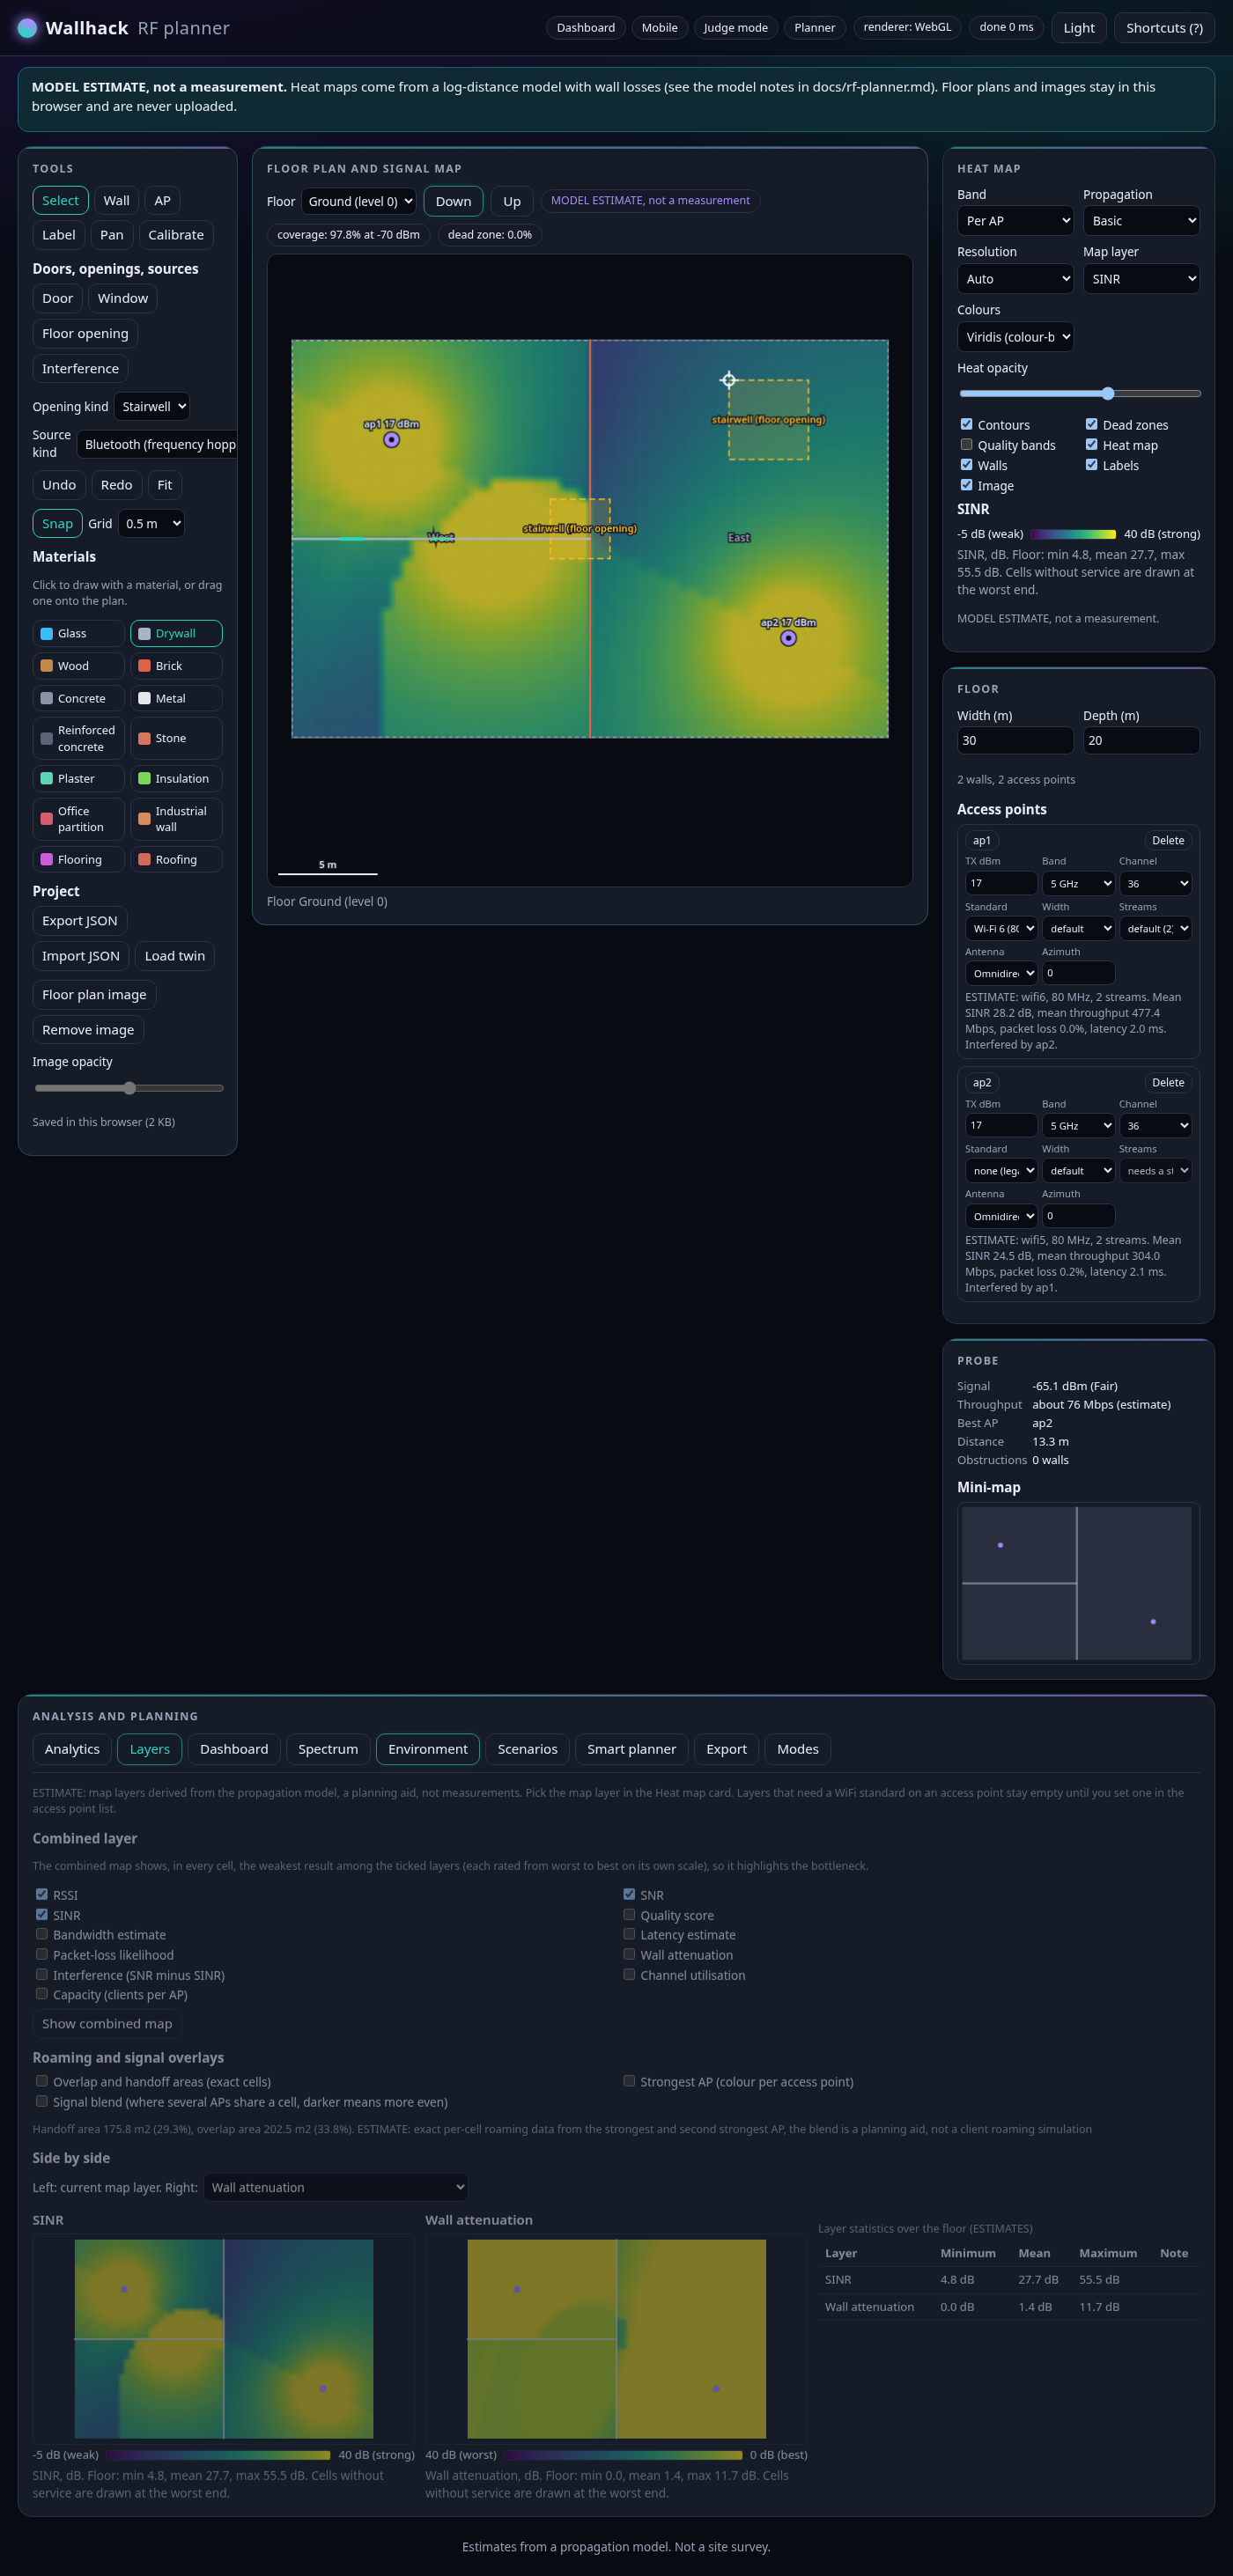 Wallhack RF planner
Dashboard
Mobile
Judge mode
Planner
renderer: WebGL
done 0 ms
Light
Shortcuts (?)
MODEL ESTIMATE, not a measurement. Heat maps come from a log-distance model with wall losses (see the model notes in docs/rf-planner.md). Floor plans and images stay in this
browser and are never uploaded.
TOOLS
Select
Wall
AP
Label
Pan
Calibrate
Doors, openings, sources
Door
Window
Floor opening
Interference
Opening kind
Stairwell
Source
kind
Bluetooth (frequency hopp
Undo
Redo
Fit
Snap
Grid
0.5 m
Materials
Click to draw with a material, or drag
one onto the plan.
Glass
Drywall
Wood
Brick
Concrete
Metal
Reinforced
concrete
Stone
Plaster
Insulation
Office
partition
Industrial
wall
Flooring
Roofing
Project
Export JSON
Import JSON
Load twin
Floor plan image
Remove image
Image opacity
Saved in this browser (2 KB)
FLOOR PLAN AND SIGNAL MAP
Floor
Ground (level 0)
Down
Up
MODEL ESTIMATE, not a measurement
coverage: 97.8% at -70 dBm
dead zone: 0.0%
ap1 17 dBm
stairwell (floor opening)
stairwell (floor opening)
West
East
ap2 17 dBm
5 m
Floor Ground (level 0)
HEAT MAP
Band
Propagation
Per AP
Basic
Resolution
Map layer
Auto
SINR
Colours
Viridis (colour-b
Heat opacity
Contours
Dead zones
Quality bands
Heat map
Walls
Labels
Image
SINR
-5 dB (weak)
40 dB (strong)
SINR, dB. Floor: min 4.8, mean 27.7, max
55.5 dB. Cells without service are drawn at
the worst end.
MODEL ESTIMATE, not a measurement.
FLOOR
Width (m)
Depth (m)
30
20
2 walls, 2 access points
Access points
ap1
Delete
TX dBm
Band
Channel
17
5 GHz
36
Standard
Width
Streams
Wi-Fi 6 (80
default
default (2)
Antenna
Azimuth
Omnidirec
0
ESTIMATE: wifi6, 80 MHz, 2 streams. Mean
SINR 28.2 dB, mean throughput 477.4
Mbps, packet loss 0.0%, latency 2.0 ms.
Interfered by ap2.
ap2
Delete
TX dBm
Band
Channel
17
5 GHz
36
Standard
Width
Streams
none (lega
default
needs a st
Antenna
Azimuth
Omnidirec
0
ESTIMATE: wifi5, 80 MHz, 2 streams. Mean
SINR 24.5 dB, mean throughput 304.0
Mbps, packet loss 0.2%, latency 2.1 ms.
Interfered by ap1.
PROBE
Signal -65.1 dBm (Fair)
Throughput about 76 Mbps (estimate)
Best AP ap2
Distance 13.3 m
Obstructions 0 walls
Mini-map
ANALYSIS AND PLANNING
Analytics
Layers
Dashboard
Spectrum
Environment
Scenarios
Smart planner
Export
Modes
ESTIMATE: map layers derived from the propagation model, a planning aid, not measurements. Pick the map layer in the Heat map card. Layers that need a WiFi standard on an access point stay empty until you set one in the
access point list.
Combined layer
The combined map shows, in every cell, the weakest result among the ticked layers (each rated from worst to best on its own scale), so it highlights the bottleneck.
RSSI
SNR
SINR
Quality score
Bandwidth estimate
Latency estimate
Packet-loss likelihood
Wall attenuation
Interference (SNR minus SINR)
Channel utilisation
Capacity (clients per AP)
Show combined map
Roaming and signal overlays
Overlap and handoff areas (exact cells)
Strongest AP (colour per access point)
Signal blend (where several APs share a cell, darker means more even)
Handoff area 175.8 m2 (29.3%), overlap area 202.5 m2 (33.8%). ESTIMATE: exact per-cell roaming data from the strongest and second strongest AP, the blend is a planning aid, not a client roaming simulation
Side by side
Left: current map layer. Right:
Wall attenuation
SINR
Wall attenuation
Layer statistics over the floor (ESTIMATES)
Layer Minimum Mean Maximum Note
SINR 4.8 dB 27.7 dB 55.5 dB
Wall attenuation 0.0 dB 1.4 dB 11.7 dB
-5 dB (weak)
40 dB (strong)
40 dB (worst)
0 dB (best)
SINR, dB. Floor: min 4.8, mean 27.7, max 55.5 dB. Cells without
service are drawn at the worst end.
Wall attenuation, dB. Floor: min 0.0, mean 1.4, max 11.7 dB. Cells
without service are drawn at the worst end.
Estimates from a propagation model. Not a site survey.